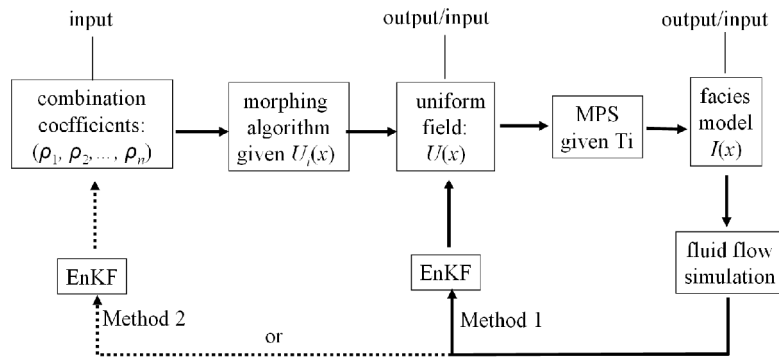 input
output/input
output/input
combination
coefficients:
(ρ₁, ρ₂,..., ρₙ)
morphing
algorithm
given Uᵢ(x)
uniform
field:
U(x)
MPS
given Ti
facies
model
I(x)
EnKF
EnKF
fluid flow
simulation
Method 2
or
Method 1